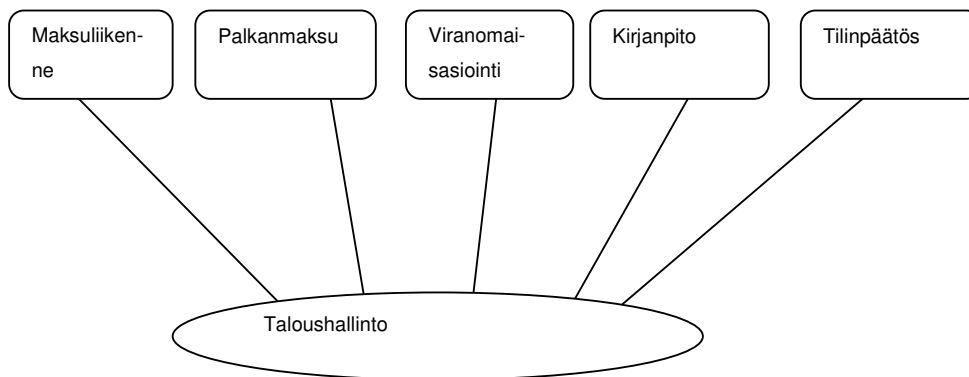 Maksuliiken-
ne
Palkanmaksu
Viranomai-
sasiointi
Kirjanpito
Tilinpäätös
Taloushallinto